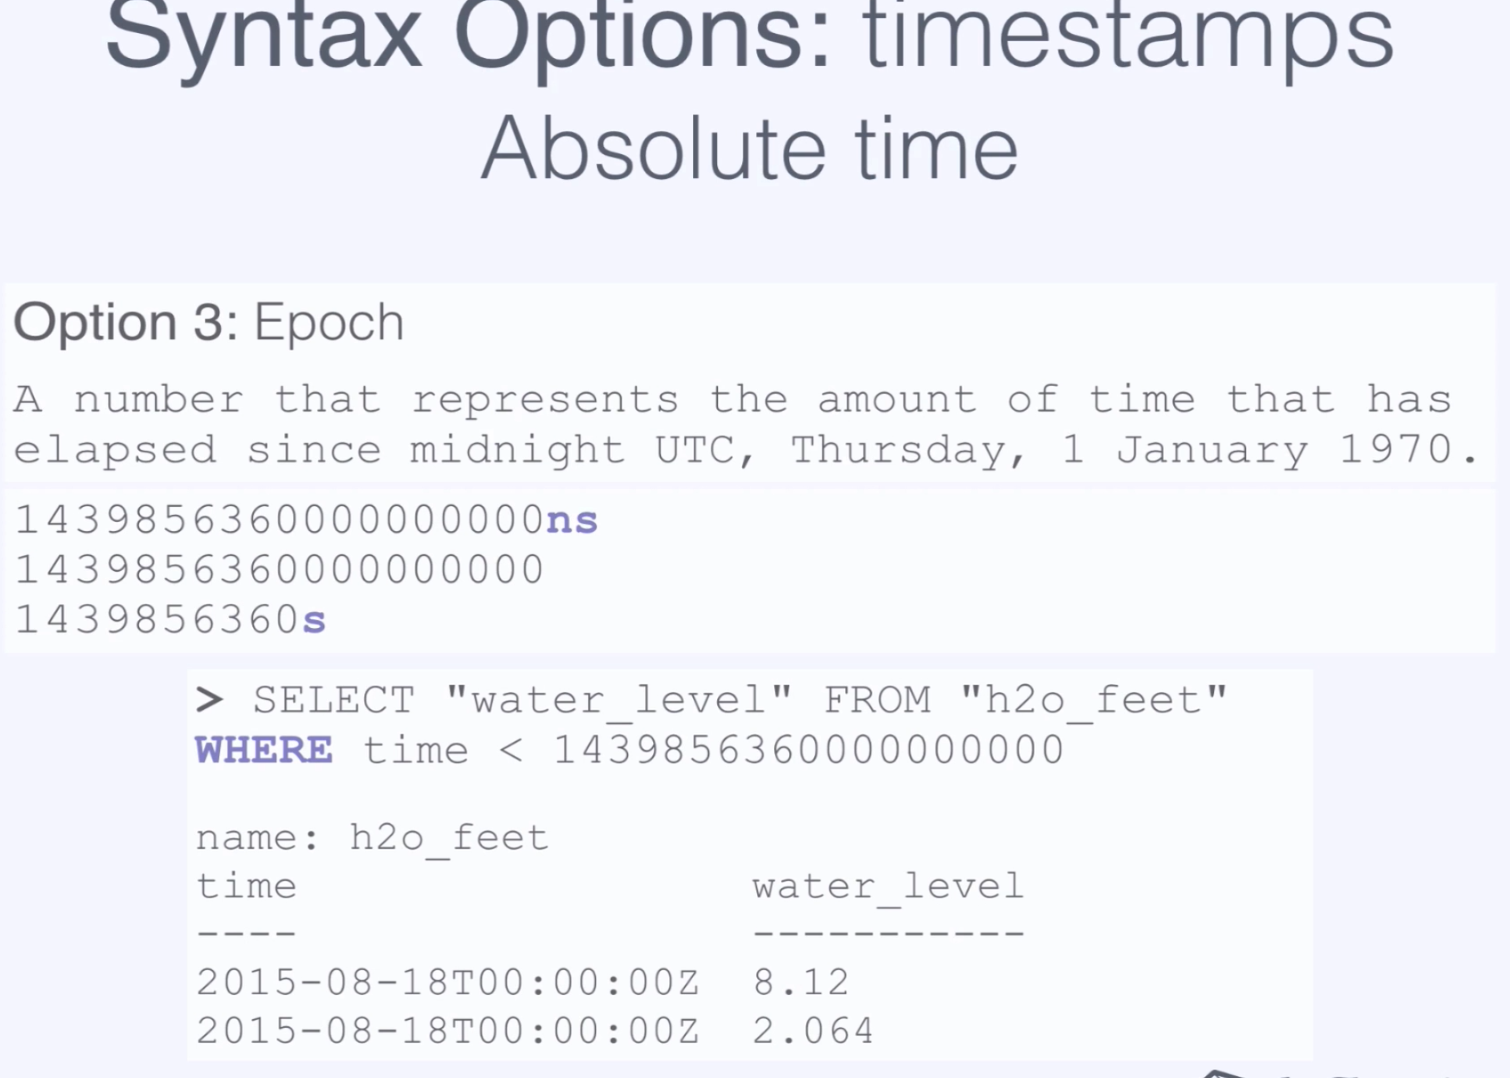 Syntax Options: timestamps
Absolute time
Option 3: Epoch
A number that represents the amount of time that has
elapsed since midnight UTC, Thursday, 1 January 1970.
1439856360000000000ns
1439856360000000000
1439856360s
> SELECT "water_level" FROM "h2o_feet"
WHERE time < 1439856360000000000
name: h2o_feet
time water_level
---- -----------
2015-08-18T00:00:00Z 8.12
2015-08-18T00:00:00Z 2.064